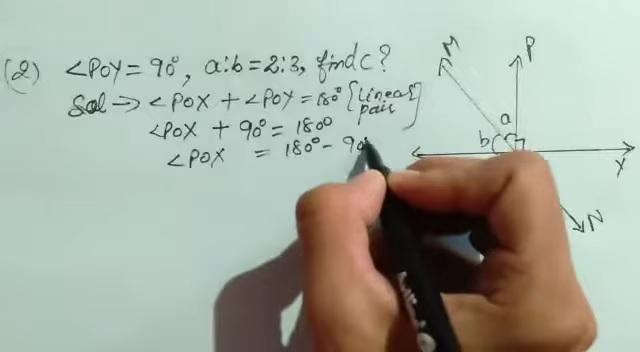 (2) ∠POY = 90°, a:b = 2:3, find c?
Sol → ∠POX + ∠POY = 180° {linear pair}
∠POX + 90° = 180°
∠POX = 180° - 90°
M
P
a
b
Y
N